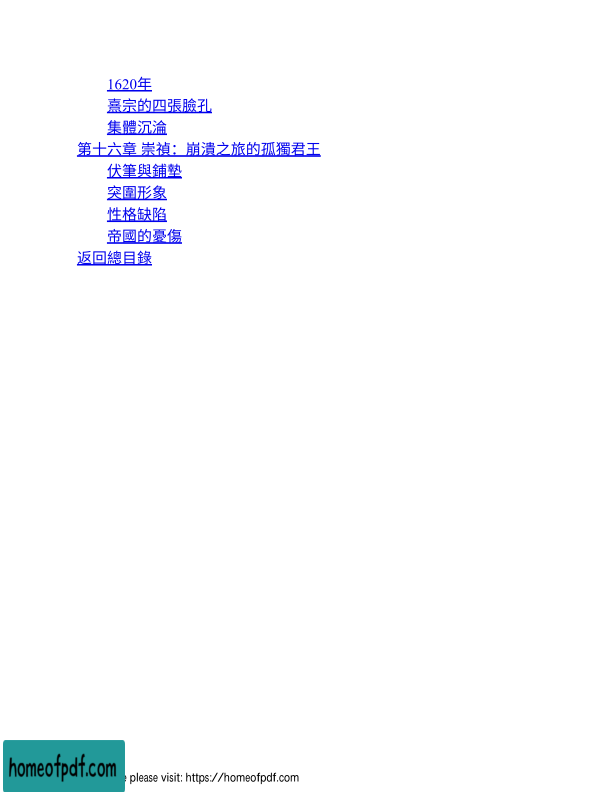 1620年
熹宗的四張臉孔
集體沉淪
第十六章 崇禎：崩潰之旅的孤獨君王
伏筆與鋪墊
突圍形象
性格缺陷
帝國的憂傷
返回總目錄
homeofpdf.com
please visit: https://homeofpdf.com